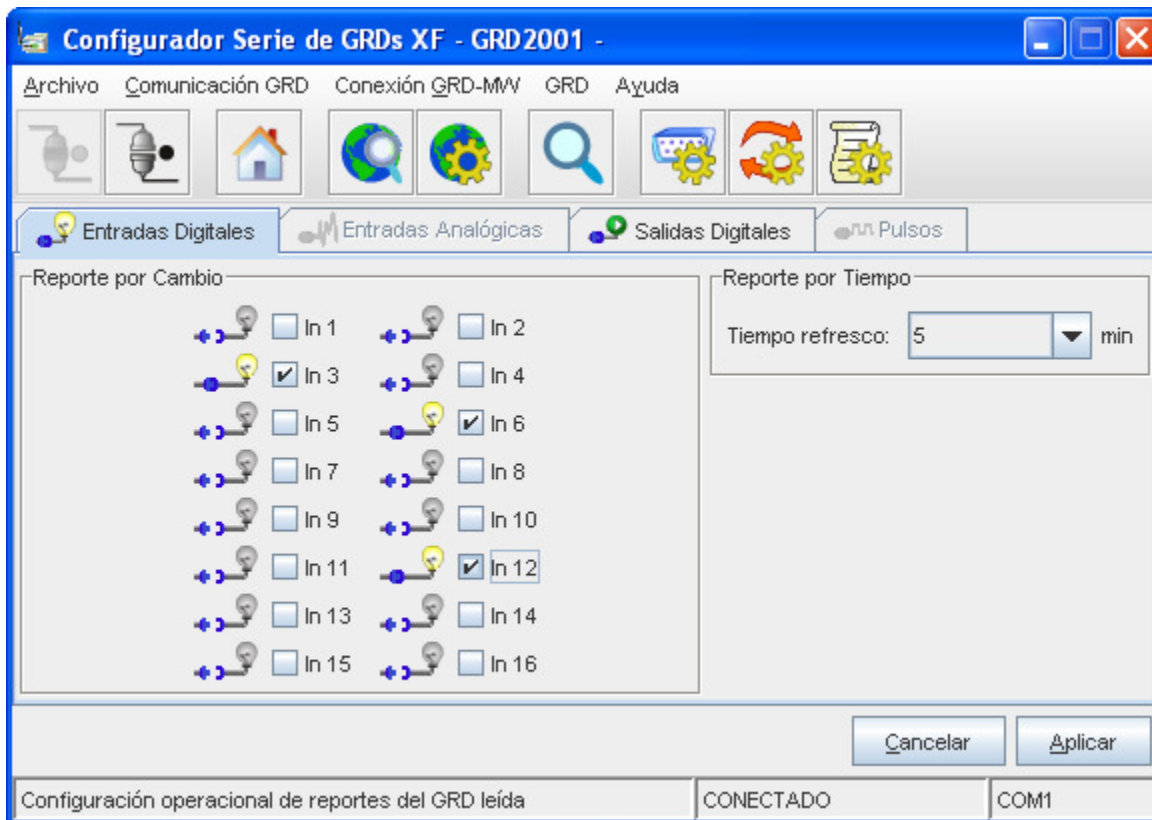 Configurador Serie de GRDs XF - GRD2001 -
Archivo Comunicación GRD Conexión GRD-MW GRD Ayuda
Entradas Digitales Entradas Analógicas Salidas Digitales Pulsos
Reporte por Cambio Reporte por Tiempo
In 1 In 2 Tiempo refresco: 5 min
In 3 In 4
In 5 In 6
In 7 In 8
In 9 In 10
In 11 In 12
In 13 In 14
In 15 In 16
Cancelar Aplicar
Configuración operacional de reportes del GRD leída CONECTADO COM1